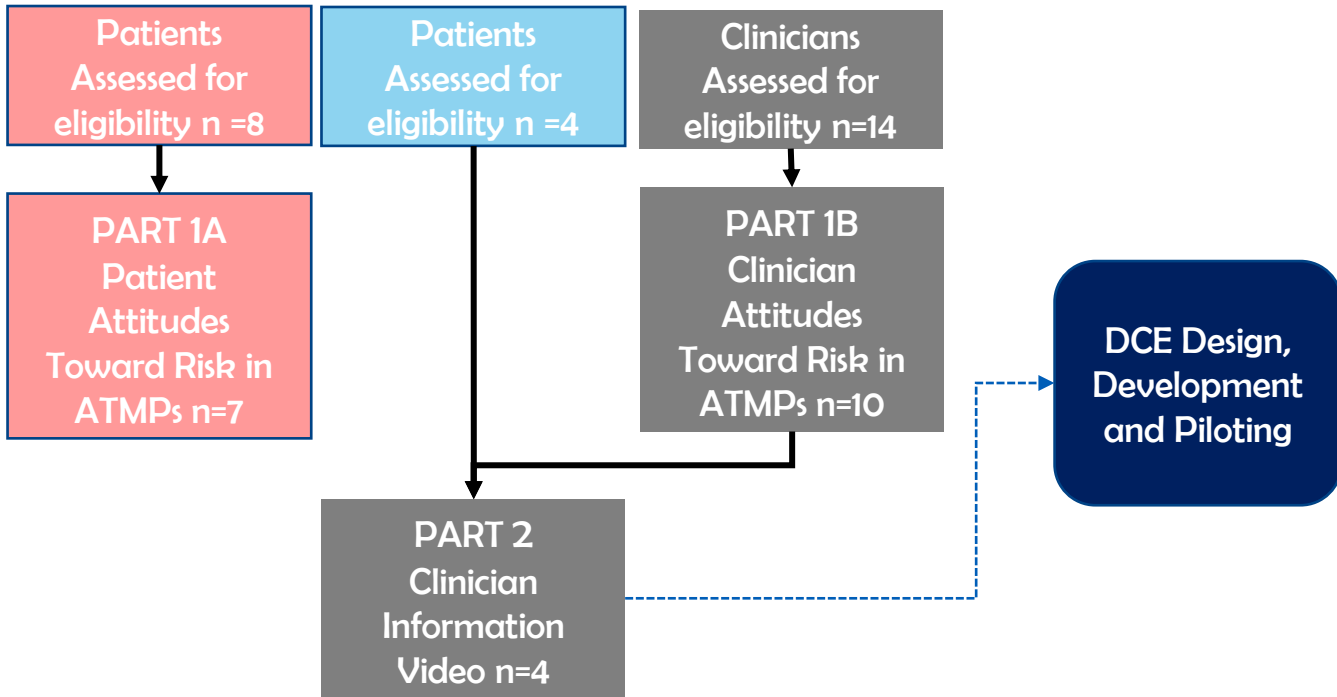 Patients
Assessed for
eligibility n =8
Patients
Assessed for
eligibility n =4
Clinicians
Assessed for
eligibility n=14
PART 1A
Patient
Attitudes
Toward Risk in
ATMPs n=7
PART 1B
Clinician
Attitudes
Toward Risk in
ATMPs n=10
DCE Design,
Development
and Piloting
PART 2
Clinician
Information
Video n=4